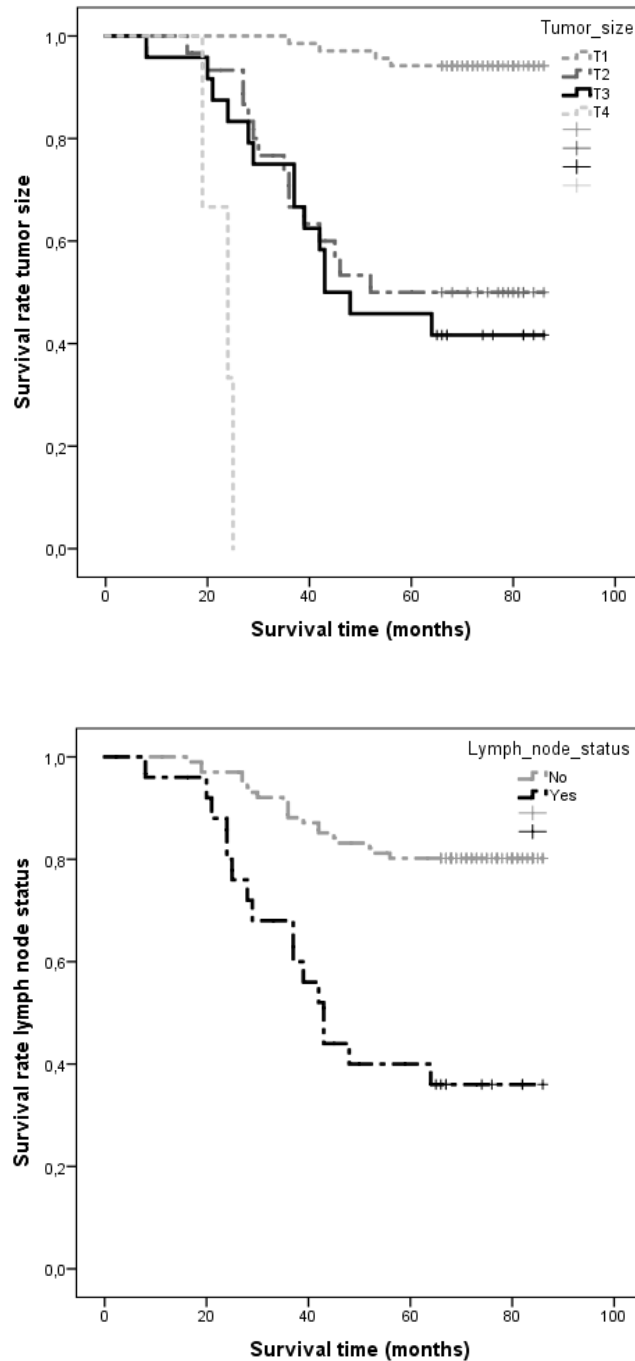 Tumor_size
T1
T2
T3
T4
1,0
0,8
0,6
0,4
0,2
0,0
Survival rate tumor size
0 20 40 60 80 100
Survival time (months)
Lymph_node_status
No
Yes
1,0
0,8
0,6
0,4
0,2
0,0
Survival rate lymph node status
0 20 40 60 80 100
Survival time (months)